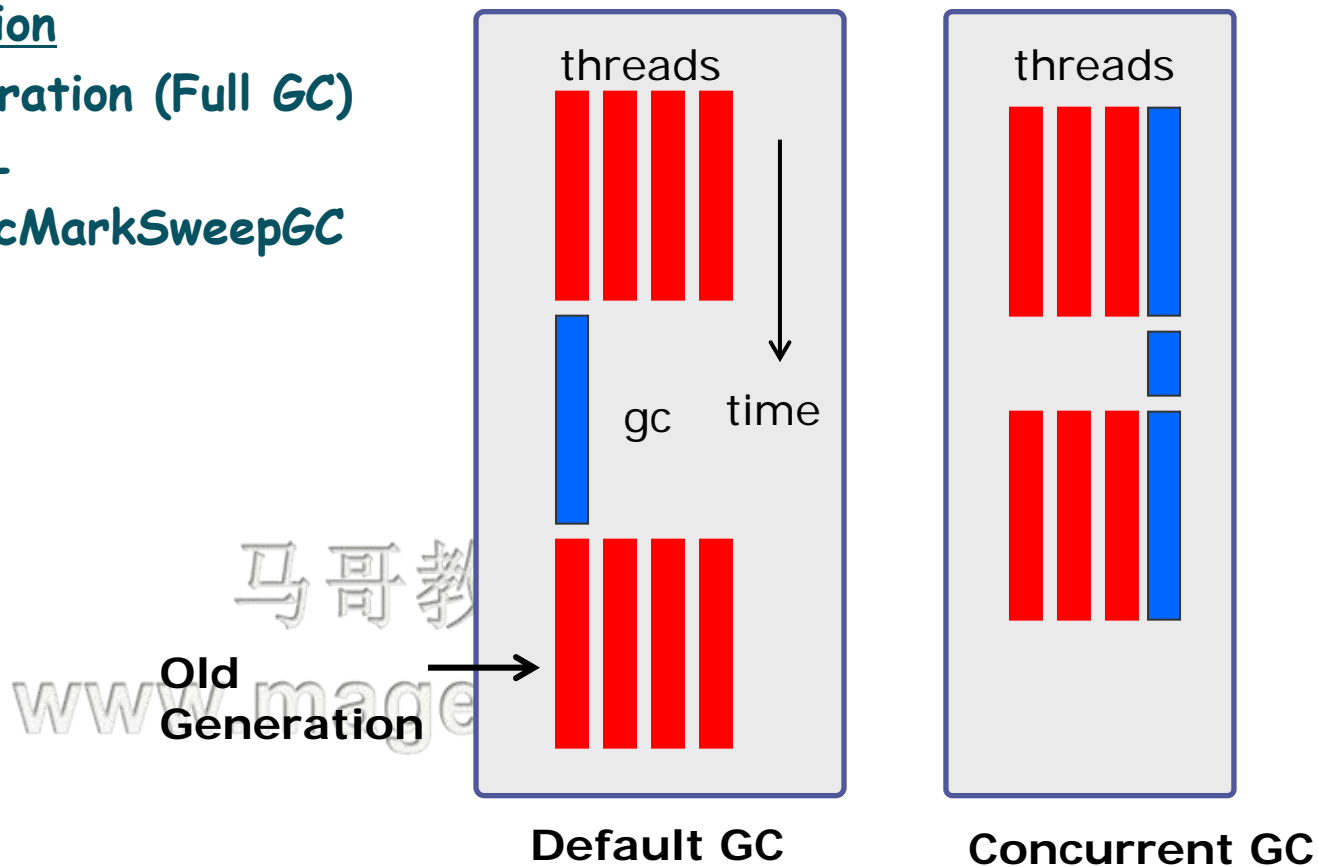 ion
ration (Full GC)
-
cMarkSweepGC
threads
gc
time
threads
马哥教
www.mage
Old
Generation
Default GC
Concurrent GC